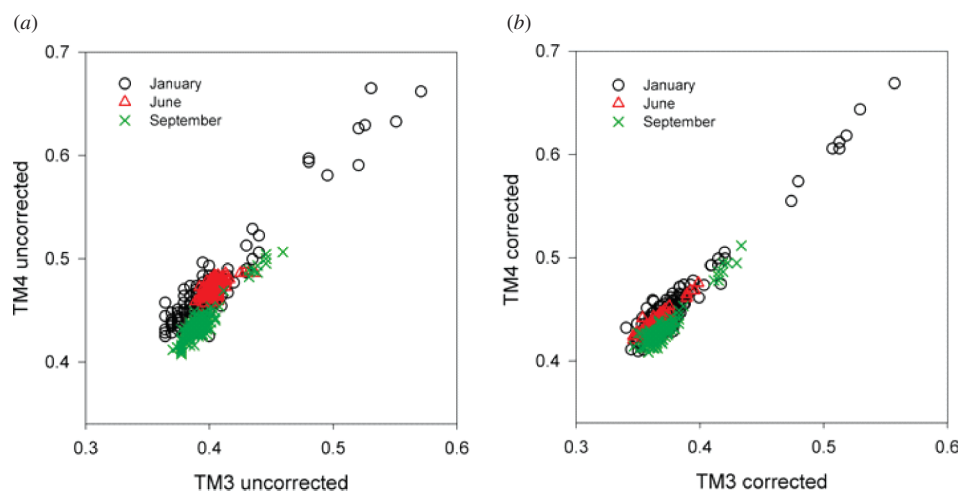 (a)
0.7
January
June
September
0.6
0.5
0.4
TM4 uncorrected
0.3
0.4
0.5
0.6
TM3 uncorrected
(b)
0.7
January
June
September
0.6
0.5
0.4
TM4 corrected
0.3
0.4
0.5
0.6
TM3 corrected